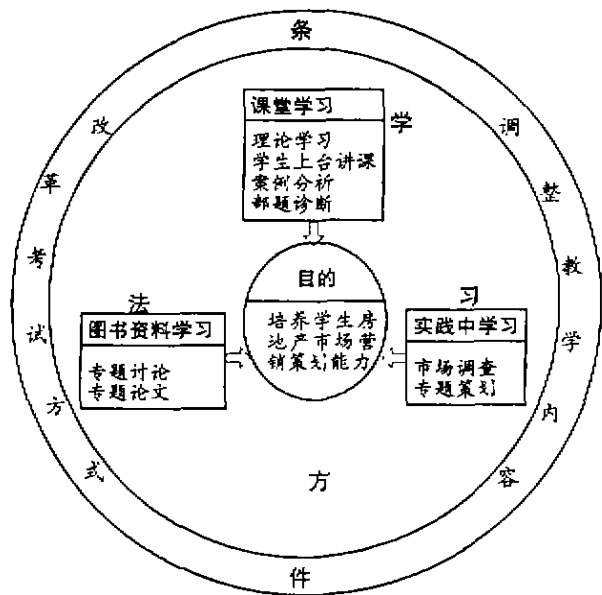 条
件
改革考试方式
调整教学内容
学
习
方
法
课堂学习
理论学习
学生上台讲课
案例分析
部题诊断
目的
培养学生房
地产市场营
销策划能力
图书资料学习
专题讨论
专题论文
实践中学习
市场调查
专题策划